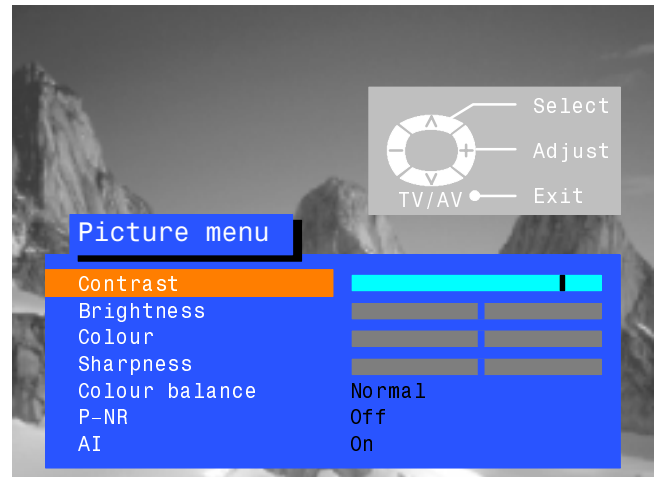 Select
Adjust
TV/AV
Exit
Picture menu
Contrast
Brightness
Colour
Sharpness
Colour balance Normal
P-NR Off
AI On